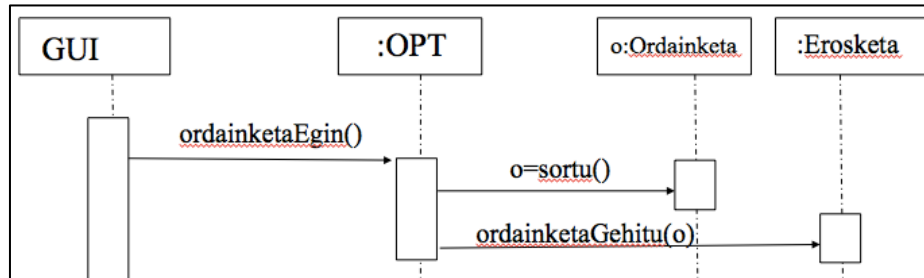 GUI
:OPT
o:Ordainketa
:Erosketa
ordainketaEgin()
o=sortu()
ordainketaGehitu(o)